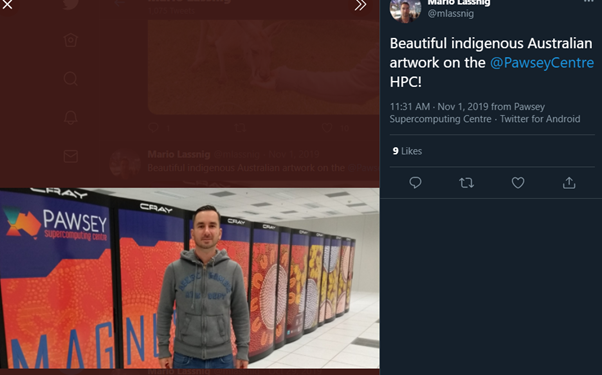 Mario Lassnig
@mlassnig
Beautiful indigenous Australian
artwork on the @PawseyCentre
HPC!
11:31 AM · Nov 1, 2019 from Pawsey
Supercomputing Centre · Twitter for Android
9 Likes
Mario Lassnig
Beautiful indigenous Australian artwork on the
CRAY
CRAY
CRAY
PAWSEY
supercomputing centre
MAGN